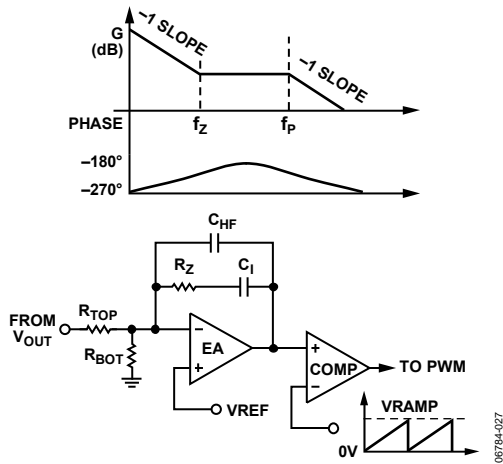 G
(dB)
–1 SLOPE
–1 SLOPE
PHASE
fZ
fP
–180°
–270°
CHF
RZ
CI
RTOP
FROM
VOUT
RBOT
–
EA
+
VREF
+
COMP
–
TO PWM
VRAMP
0V
06784-027